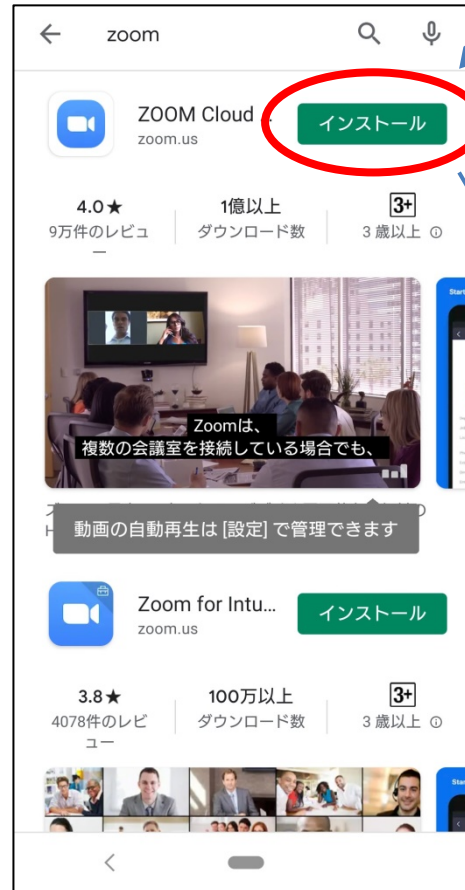 zoom
ZOOM Cloud ...
インストール
zoom.us
4.0★
1億以上
3+
9万件のレビュ
ー
ダウンロード数
3 歳以上
Zoomは、
複数の会議室を接続している場合でも、
動画の自動再生は [設定] で管理できます
Zoom for Intu...
インストール
zoom.us
3.8★
100万以上
3+
4078件のレビ
ュー
ダウンロード数
3 歳以上